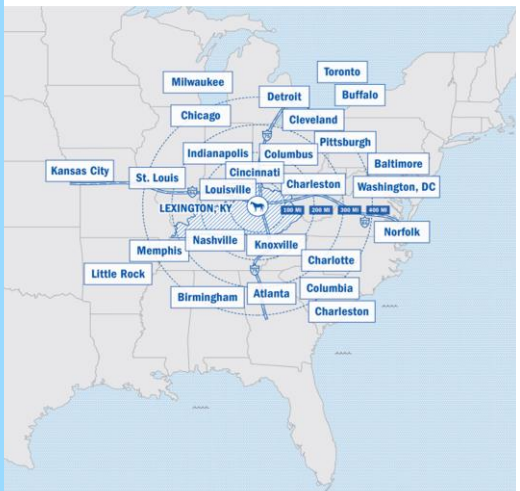 Toronto
Milwaukee
Detroit
Buffalo
Chicago
Cleveland
Pittsburgh
Indianapolis
Columbus
Baltimore
Kansas City
St. Louis
Cincinnati
Louisville
Charleston
Washington, DC
LEXINGTON, KY
100 MI
200 MI
300 MI
400 MI
Norfolk
Nashville
Knoxville
Memphis
Charlotte
Little Rock
Birmingham
Atlanta
Columbia
Charleston